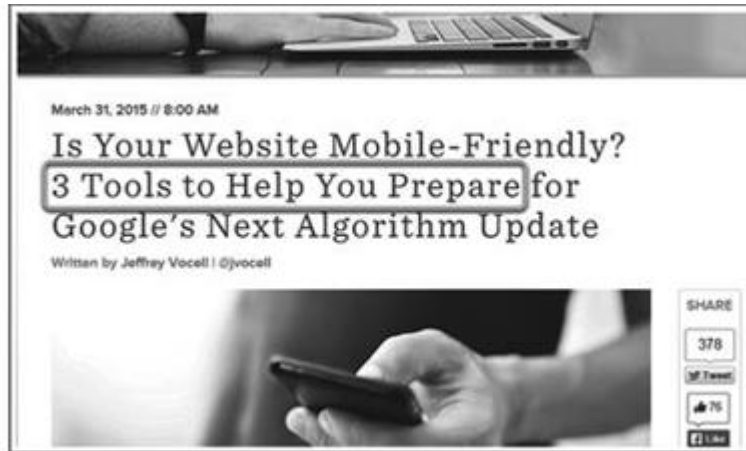 March 31, 2015 // 8:00 AM
Is Your Website Mobile-Friendly?
3 Tools to Help You Prepare for
Google's Next Algorithm Update
Written by Jeffrey Vocell | @jvocell
SHARE
378
Tweet
76
Like